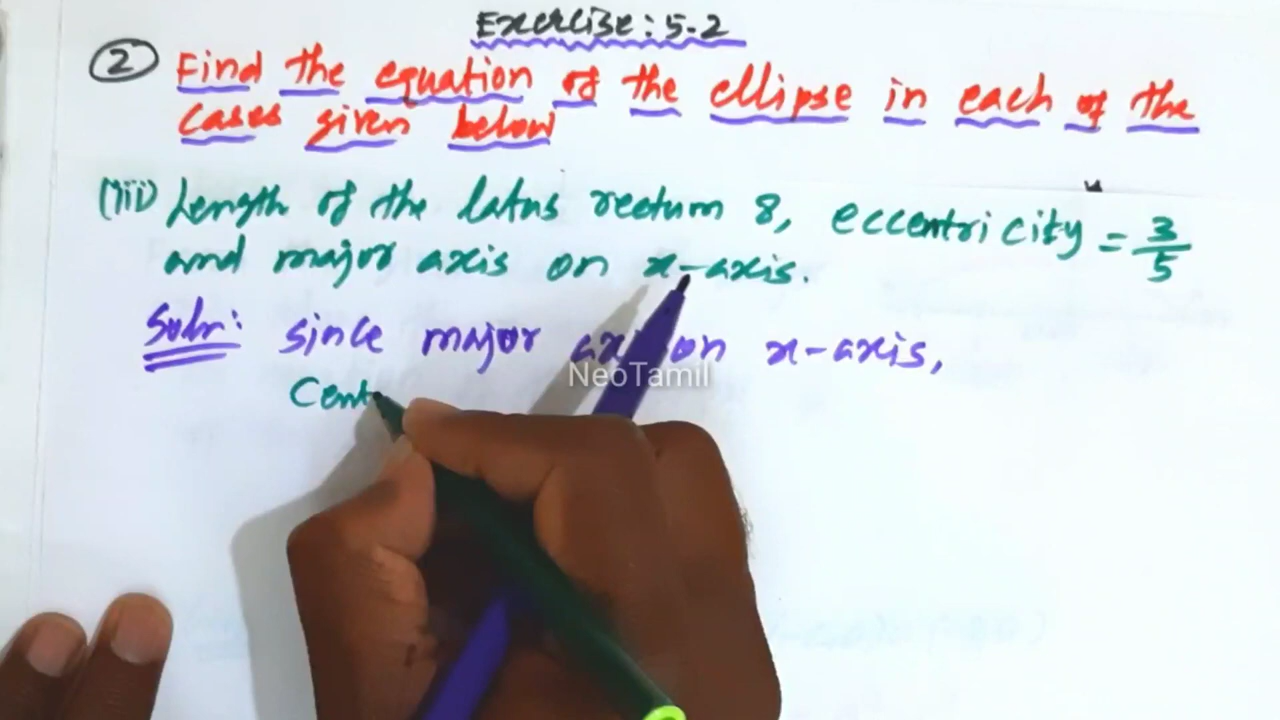 Exercise: 5.2
② Find the equation of the ellipse in each of the
cases given below
(iii) Length of the latus rectum 8, eccentricity = 3/5
and major axis on x-axis.
Soln: Since major axis on x-axis,
NeoTamil
Cent